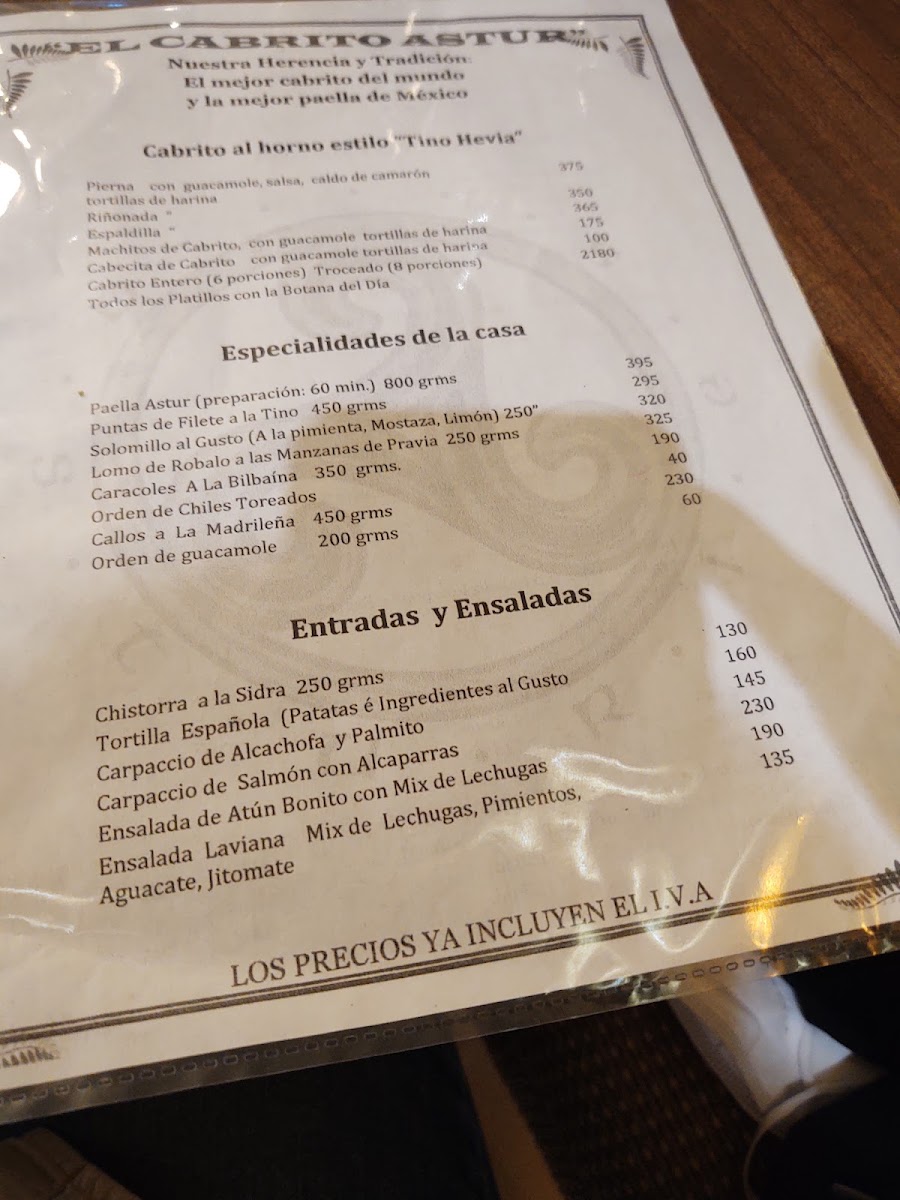 "EL CABRITO ASTUR"
Nuestra Herencia y Tradición:
El mejor cabrito del mundo
y la mejor paella de México
Cabrito al horno estilo "Tino Hevia"
Pierna con guacamole, salsa, caldo de camarón 375
tortillas de harina
Riñonada " 350
Espaldilla " 365
Machitos de Cabrito, con guacamole tortillas de harina 175
Cabecita de Cabrito con guacamole tortillas de harina 100
Cabrito Entero (6 porciones) Troceado (8 porciones) 2180
Todos los Platillos con la Botana del Día
Especialidades de la casa
Paella Astur (preparación: 60 min.) 800 grms 395
Puntas de Filete a la Tino 450 grms 295
Solomillo al Gusto (A la pimienta, Mostaza, Limón) 250" 320
Lomo de Robalo a las Manzanas de Pravia 250 grms 325
Caracoles A La Bilbaína 350 grms. 190
Orden de Chiles Toreados 40
Callos a La Madrileña 450 grms 230
Orden de guacamole 200 grms 60
Entradas y Ensaladas
Chistorra a la Sidra 250 grms 130
Tortilla Española (Patatas é Ingredientes al Gusto 160
Carpaccio de Alcachofa y Palmito 145
Carpaccio de Salmón con Alcaparras 230
Ensalada de Atún Bonito con Mix de Lechugas 190
Ensalada Laviana Mix de Lechugas, Pimientos, 135
Aguacate, Jitomate
LOS PRECIOS YA INCLUYEN EL I.V.A